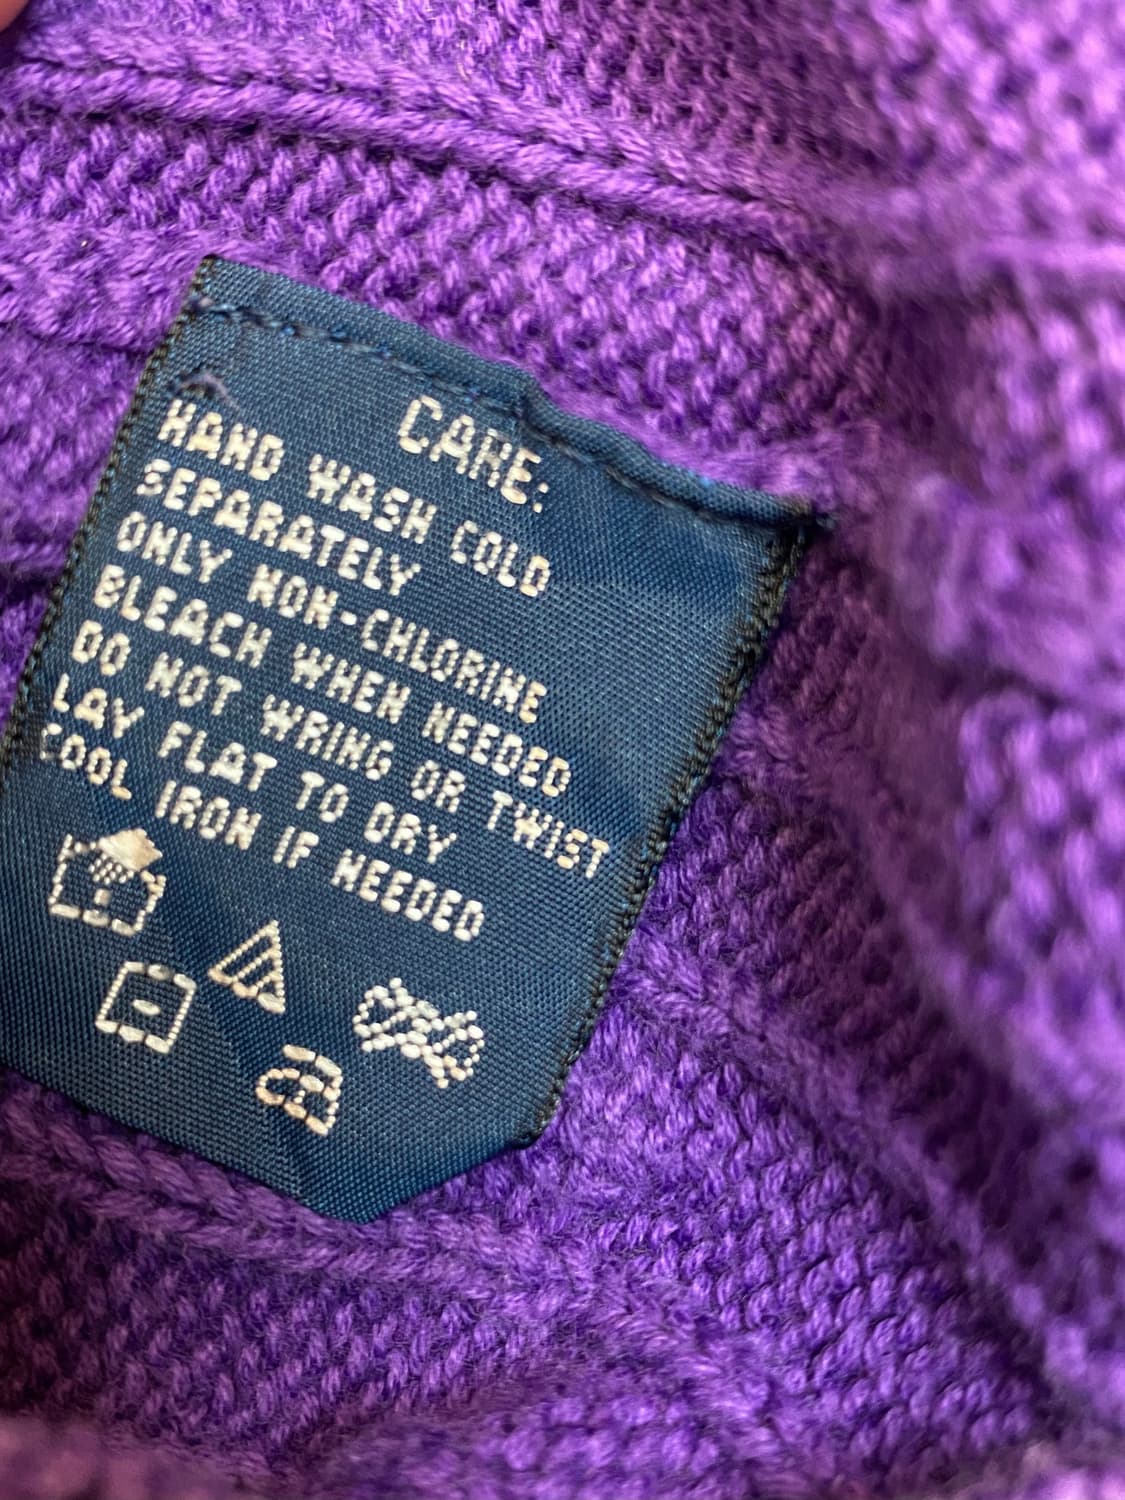 CARE:
HAND WASH COLD
SEPARATELY
ONLY NON-CHLORINE
BLEACH WHEN NEEDED
DO NOT WRING OR TWIST
LAY FLAT TO DRY
COOL IRON IF NEEDED